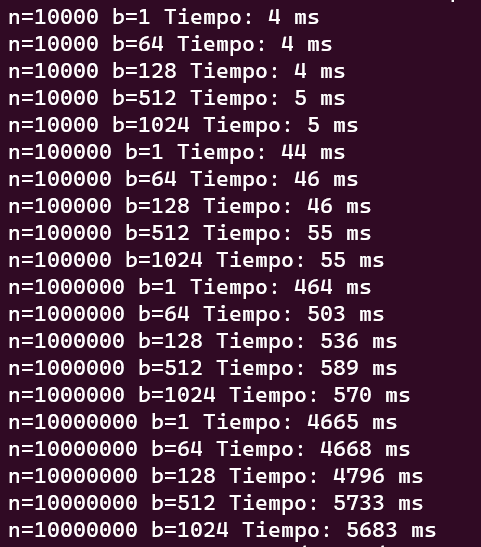 n=10000 b=1 Tiempo: 4 ms
n=10000 b=64 Tiempo: 4 ms
n=10000 b=128 Tiempo: 4 ms
n=10000 b=512 Tiempo: 5 ms
n=10000 b=1024 Tiempo: 5 ms
n=100000 b=1 Tiempo: 44 ms
n=100000 b=64 Tiempo: 46 ms
n=100000 b=128 Tiempo: 46 ms
n=100000 b=512 Tiempo: 55 ms
n=100000 b=1024 Tiempo: 55 ms
n=1000000 b=1 Tiempo: 464 ms
n=1000000 b=64 Tiempo: 503 ms
n=1000000 b=128 Tiempo: 536 ms
n=1000000 b=512 Tiempo: 589 ms
n=1000000 b=1024 Tiempo: 570 ms
n=10000000 b=1 Tiempo: 4665 ms
n=10000000 b=64 Tiempo: 4668 ms
n=10000000 b=128 Tiempo: 4796 ms
n=10000000 b=512 Tiempo: 5733 ms
n=10000000 b=1024 Tiempo: 5683 ms